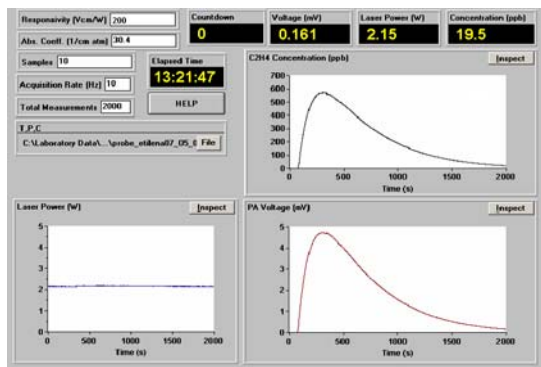 Responsivity (Vcm/W) 200
Abs. Coeff. (1/cm atm) 30.4
Countdown
0
Voltage (mV)
0.161
Laser Power (W)
2.15
Concentration (ppb)
19.5
Samples 10
Acquisition Rate (Hz) 10
Total Measurements 2000
Elapsed Time
13:21:47
HELP
T,P,C
C:\Laboratory Data\...\probe_etilena07_05_0 File
C2H4 Concentration (ppb)
Inspect
700
600
500
400
300
200
100
0
0 500 1000 1500 2000
Time (s)
Laser Power (W)
Inspect
5
4
3
2
1
0
0 500 1000 1500 2000
Time (s)
PA Voltage (mV)
Inspect
5
4
3
2
1
0
0 500 1000 1500 2000
Time (s)